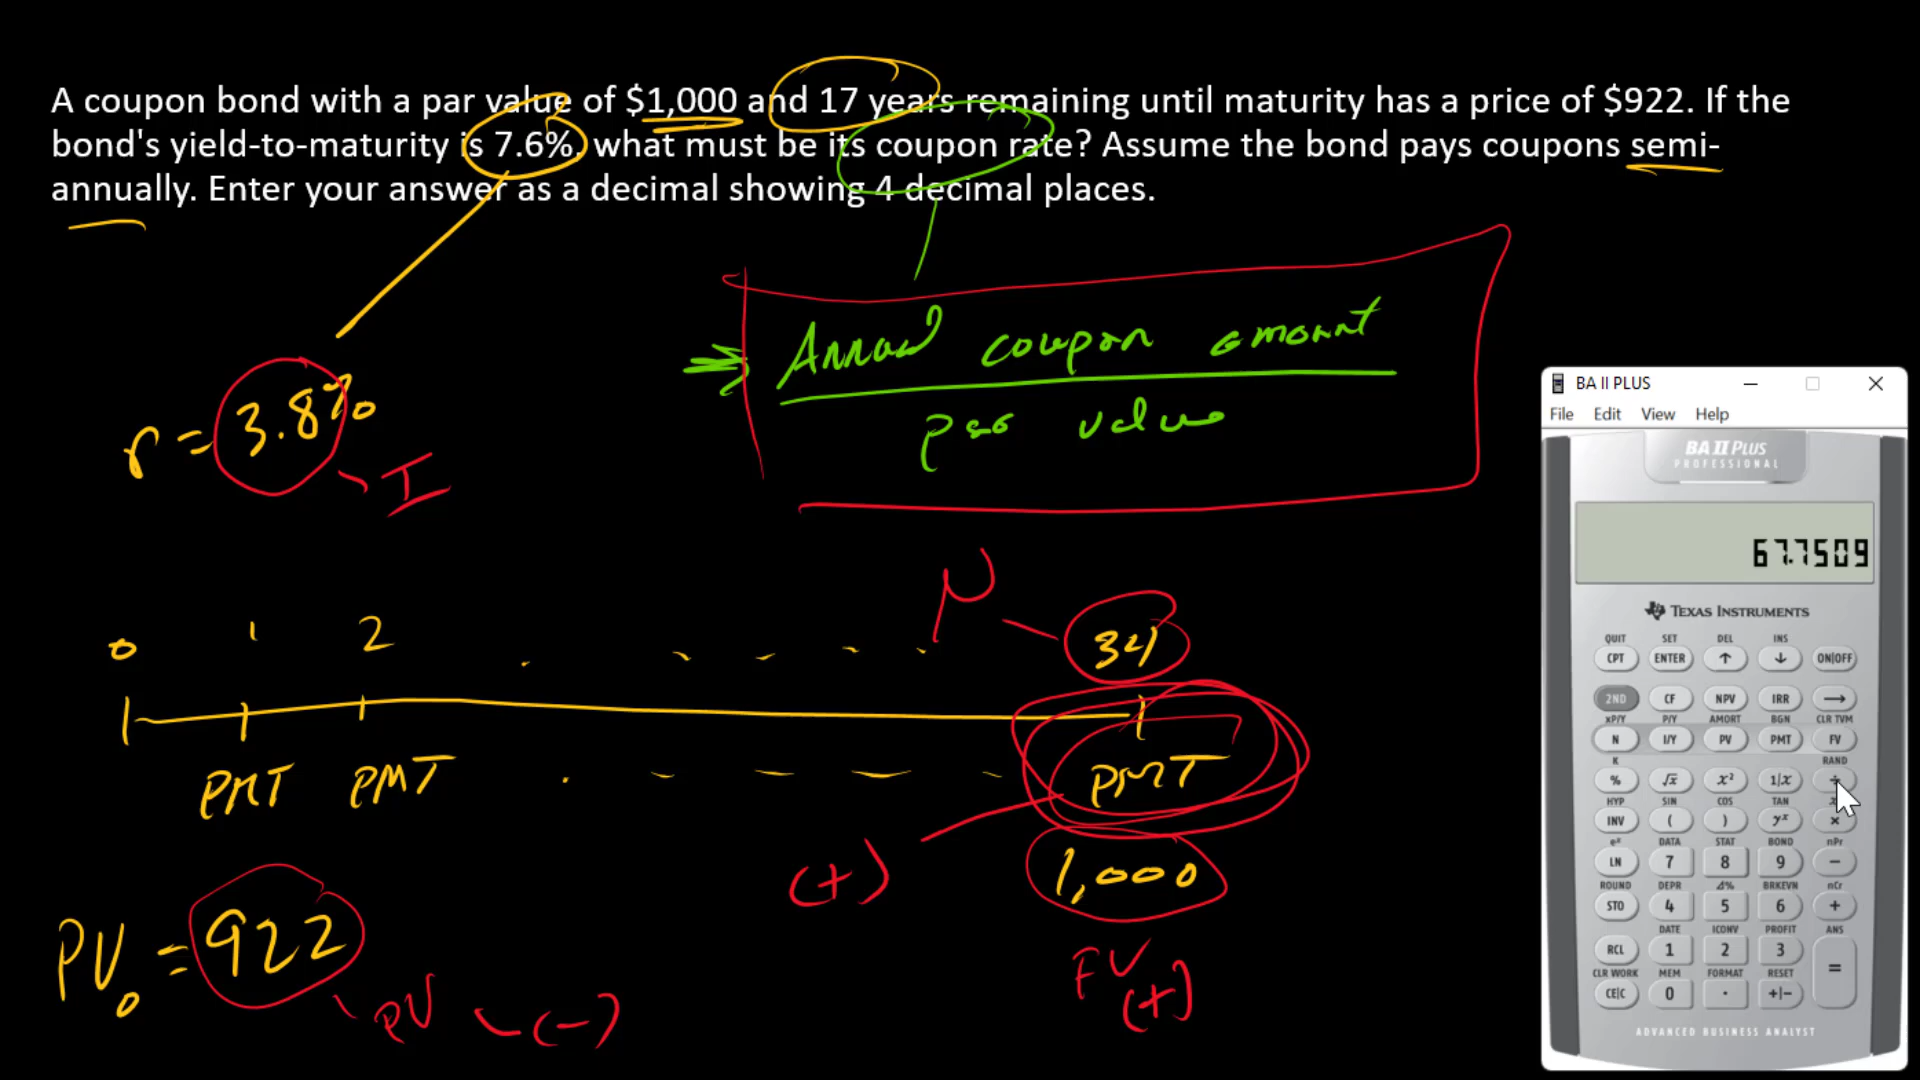 A coupon bond with a par value of $1,000 and 17 years remaining until maturity has a price of $922. If the
bond's yield-to-maturity is 7.6%, what must be its coupon rate? Assume the bond pays coupons semi-
annually. Enter your answer as a decimal showing 4 decimal places.
Annual coupon amount
par value
r = 3.8%
I
N
0 1 2 34
PMT PMT PMT
(+) 1,000
PV0 = 922
FV
(+)
PV (-)
BA II PLUS
File Edit View Help
BA II PLUS
PROFESSIONAL
67.7509
TEXAS INSTRUMENTS
QUIT SET DEL INS
CPT ENTER ↑ ↓ ON|OFF
2ND CF NPV IRR →
xP/Y P/Y AMORT BGN CLR TVM
N I/Y PV PMT FV
K RAND
% √x x² 1/x ÷
HYP SIN COS TAN
INV ( ) yˣ ×
eˣ DATA STAT BOND nPr
LN 7 8 9 −
ROUND DEPR Δ% BRKEVN nCr
STO 4 5 6 +
DATE ICONV PROFIT ANS
RCL 1 2 3 =
CLR WORK MEM FORMAT RESET
CE|C 0 . +|−
ADVANCED BUSINESS ANALYST